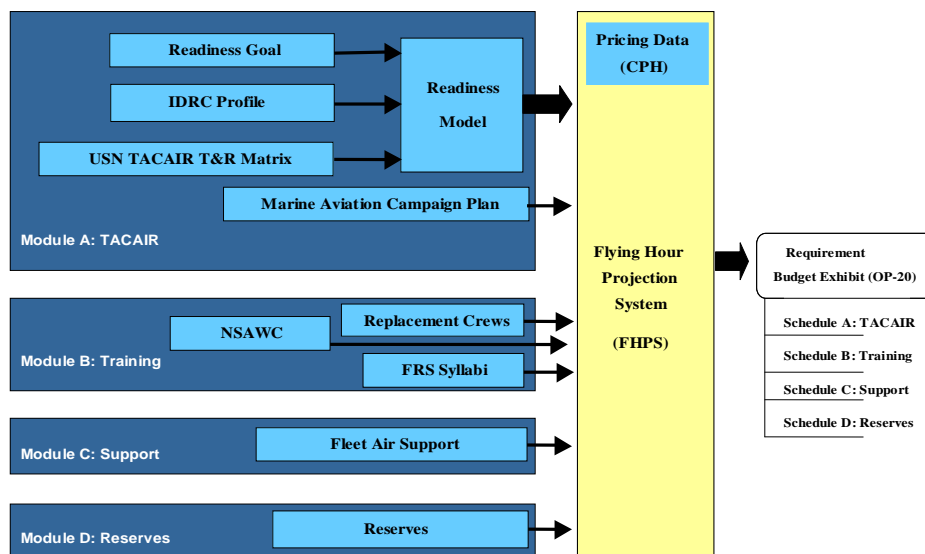 Readiness Goal
IDRC Profile
USN TACAIR T&R Matrix
Readiness
Model
Marine Aviation Campaign Plan
Module A: TACAIR
Replacement Crews
NSAWC
FRS Syllabi
Module B: Training
Fleet Air Support
Module C: Support
Reserves
Module D: Reserves
Pricing Data
(CPH)
Flying Hour
Projection
System
(FHPS)
Requirement
Budget Exhibit (OP-20)
Schedule A: TACAIR
Schedule B: Training
Schedule C: Support
Schedule D: Reserves